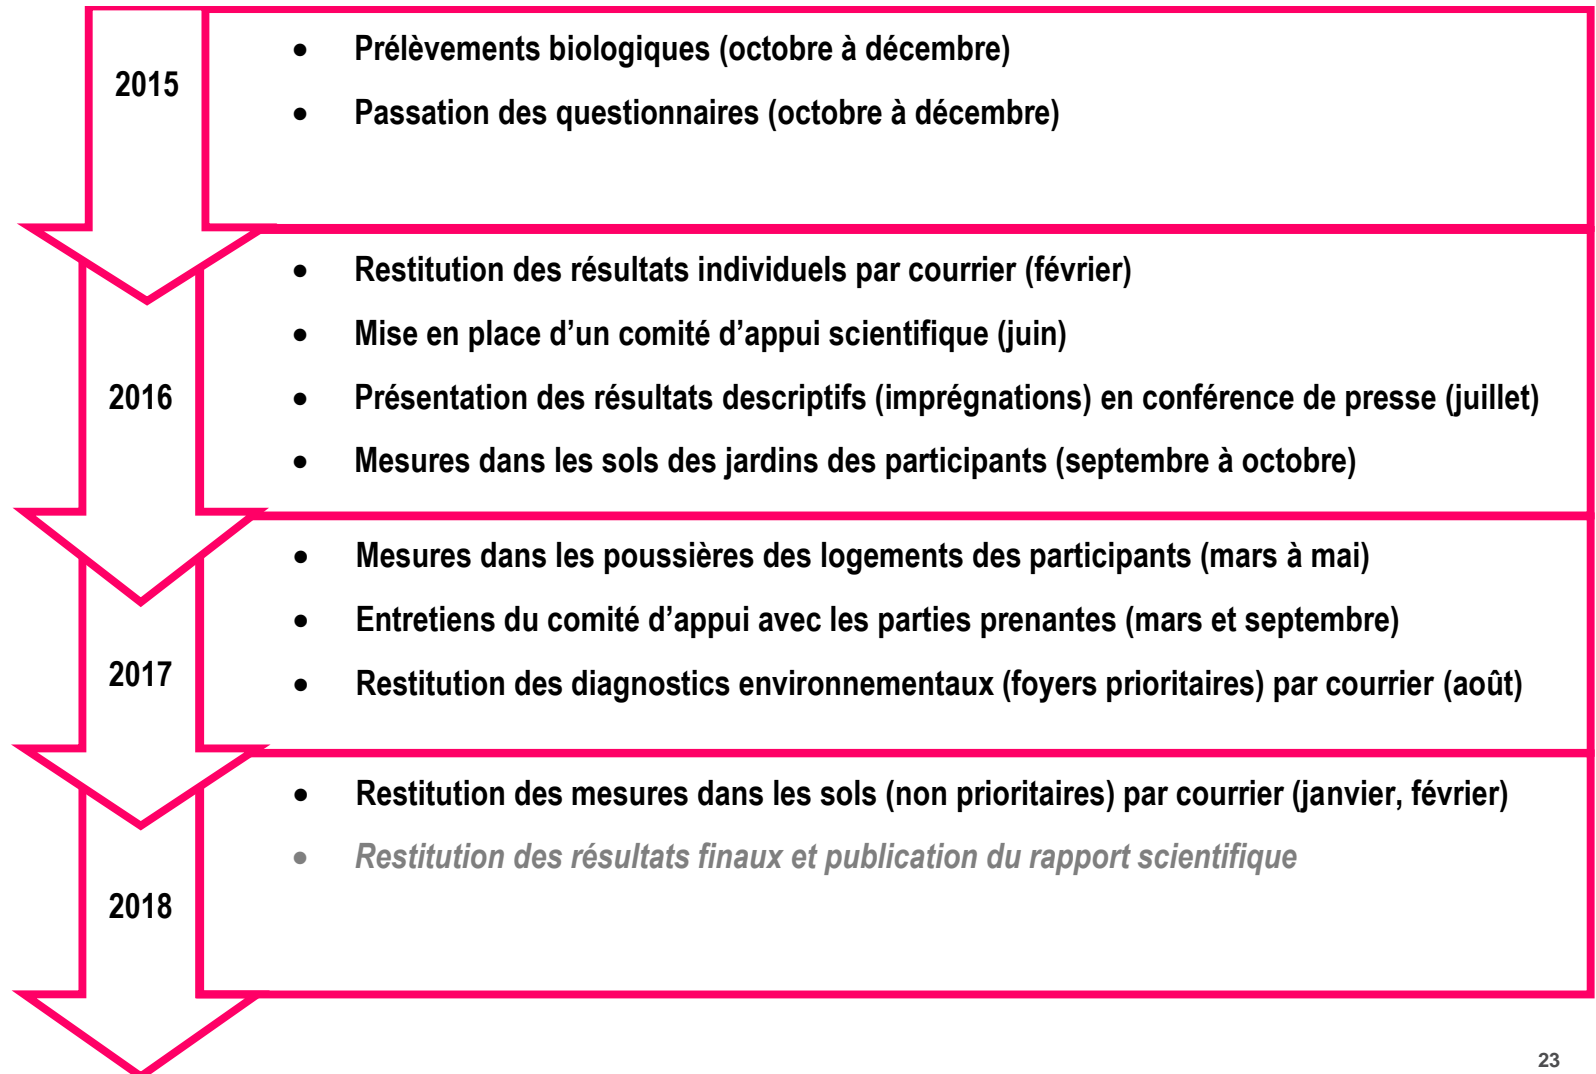 2015
• Prélèvements biologiques (octobre à décembre)
• Passation des questionnaires (octobre à décembre)
2016
• Restitution des résultats individuels par courrier (février)
• Mise en place d’un comité d’appui scientifique (juin)
• Présentation des résultats descriptifs (imprégnations) en conférence de presse (juillet)
• Mesures dans les sols des jardins des participants (septembre à octobre)
2017
• Mesures dans les poussières des logements des participants (mars à mai)
• Entretiens du comité d’appui avec les parties prenantes (mars et septembre)
• Restitution des diagnostics environnementaux (foyers prioritaires) par courrier (août)
2018
• Restitution des mesures dans les sols (non prioritaires) par courrier (janvier, février)
• Restitution des résultats finaux et publication du rapport scientifique
23